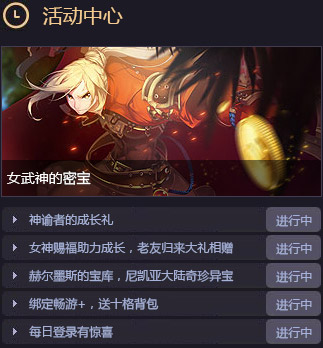 活动中心
女武神的密宝
神谕者的成长礼 进行中
女神赐福助力成长，老友归来大礼相赠 进行中
赫尔墨斯的宝库，尼凯亚大陆奇珍异宝 进行中
绑定畅游+，送十格背包 进行中
每日登录有惊喜 进行中